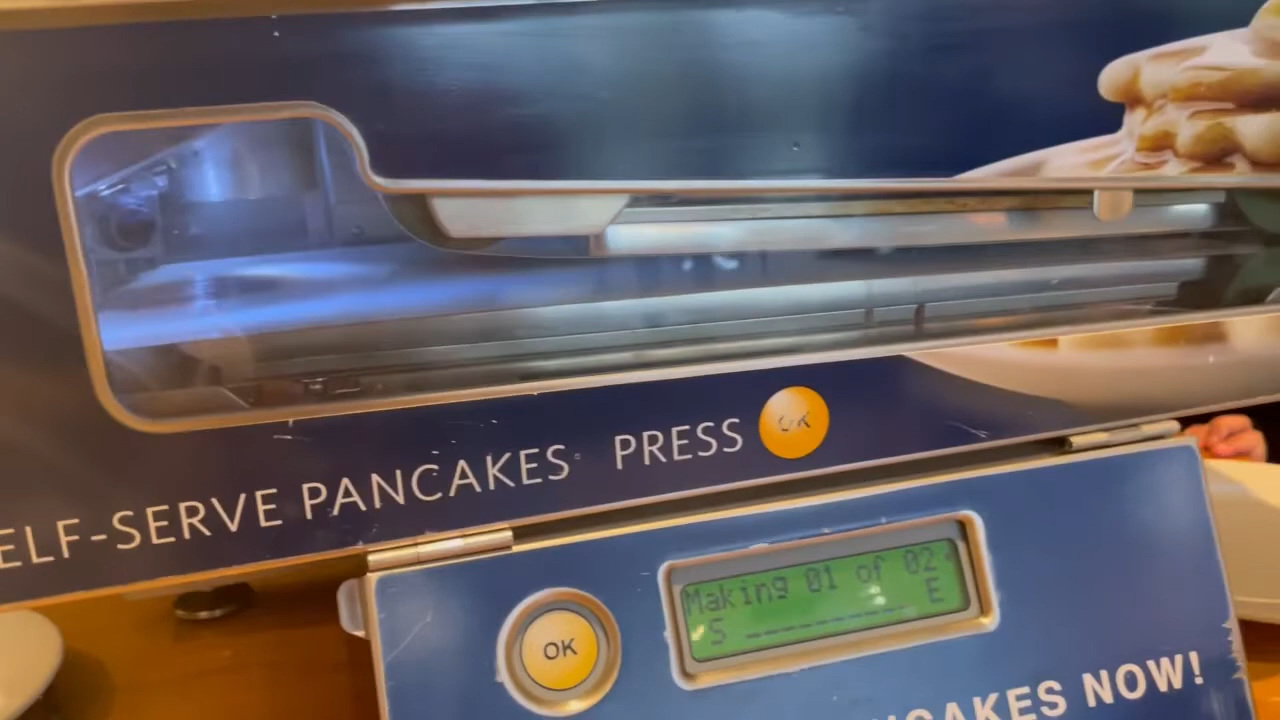 ELF-SERVE PANCAKES PRESS OK
Making 01 of 02
S -------- E
OK
NCAKES NOW!